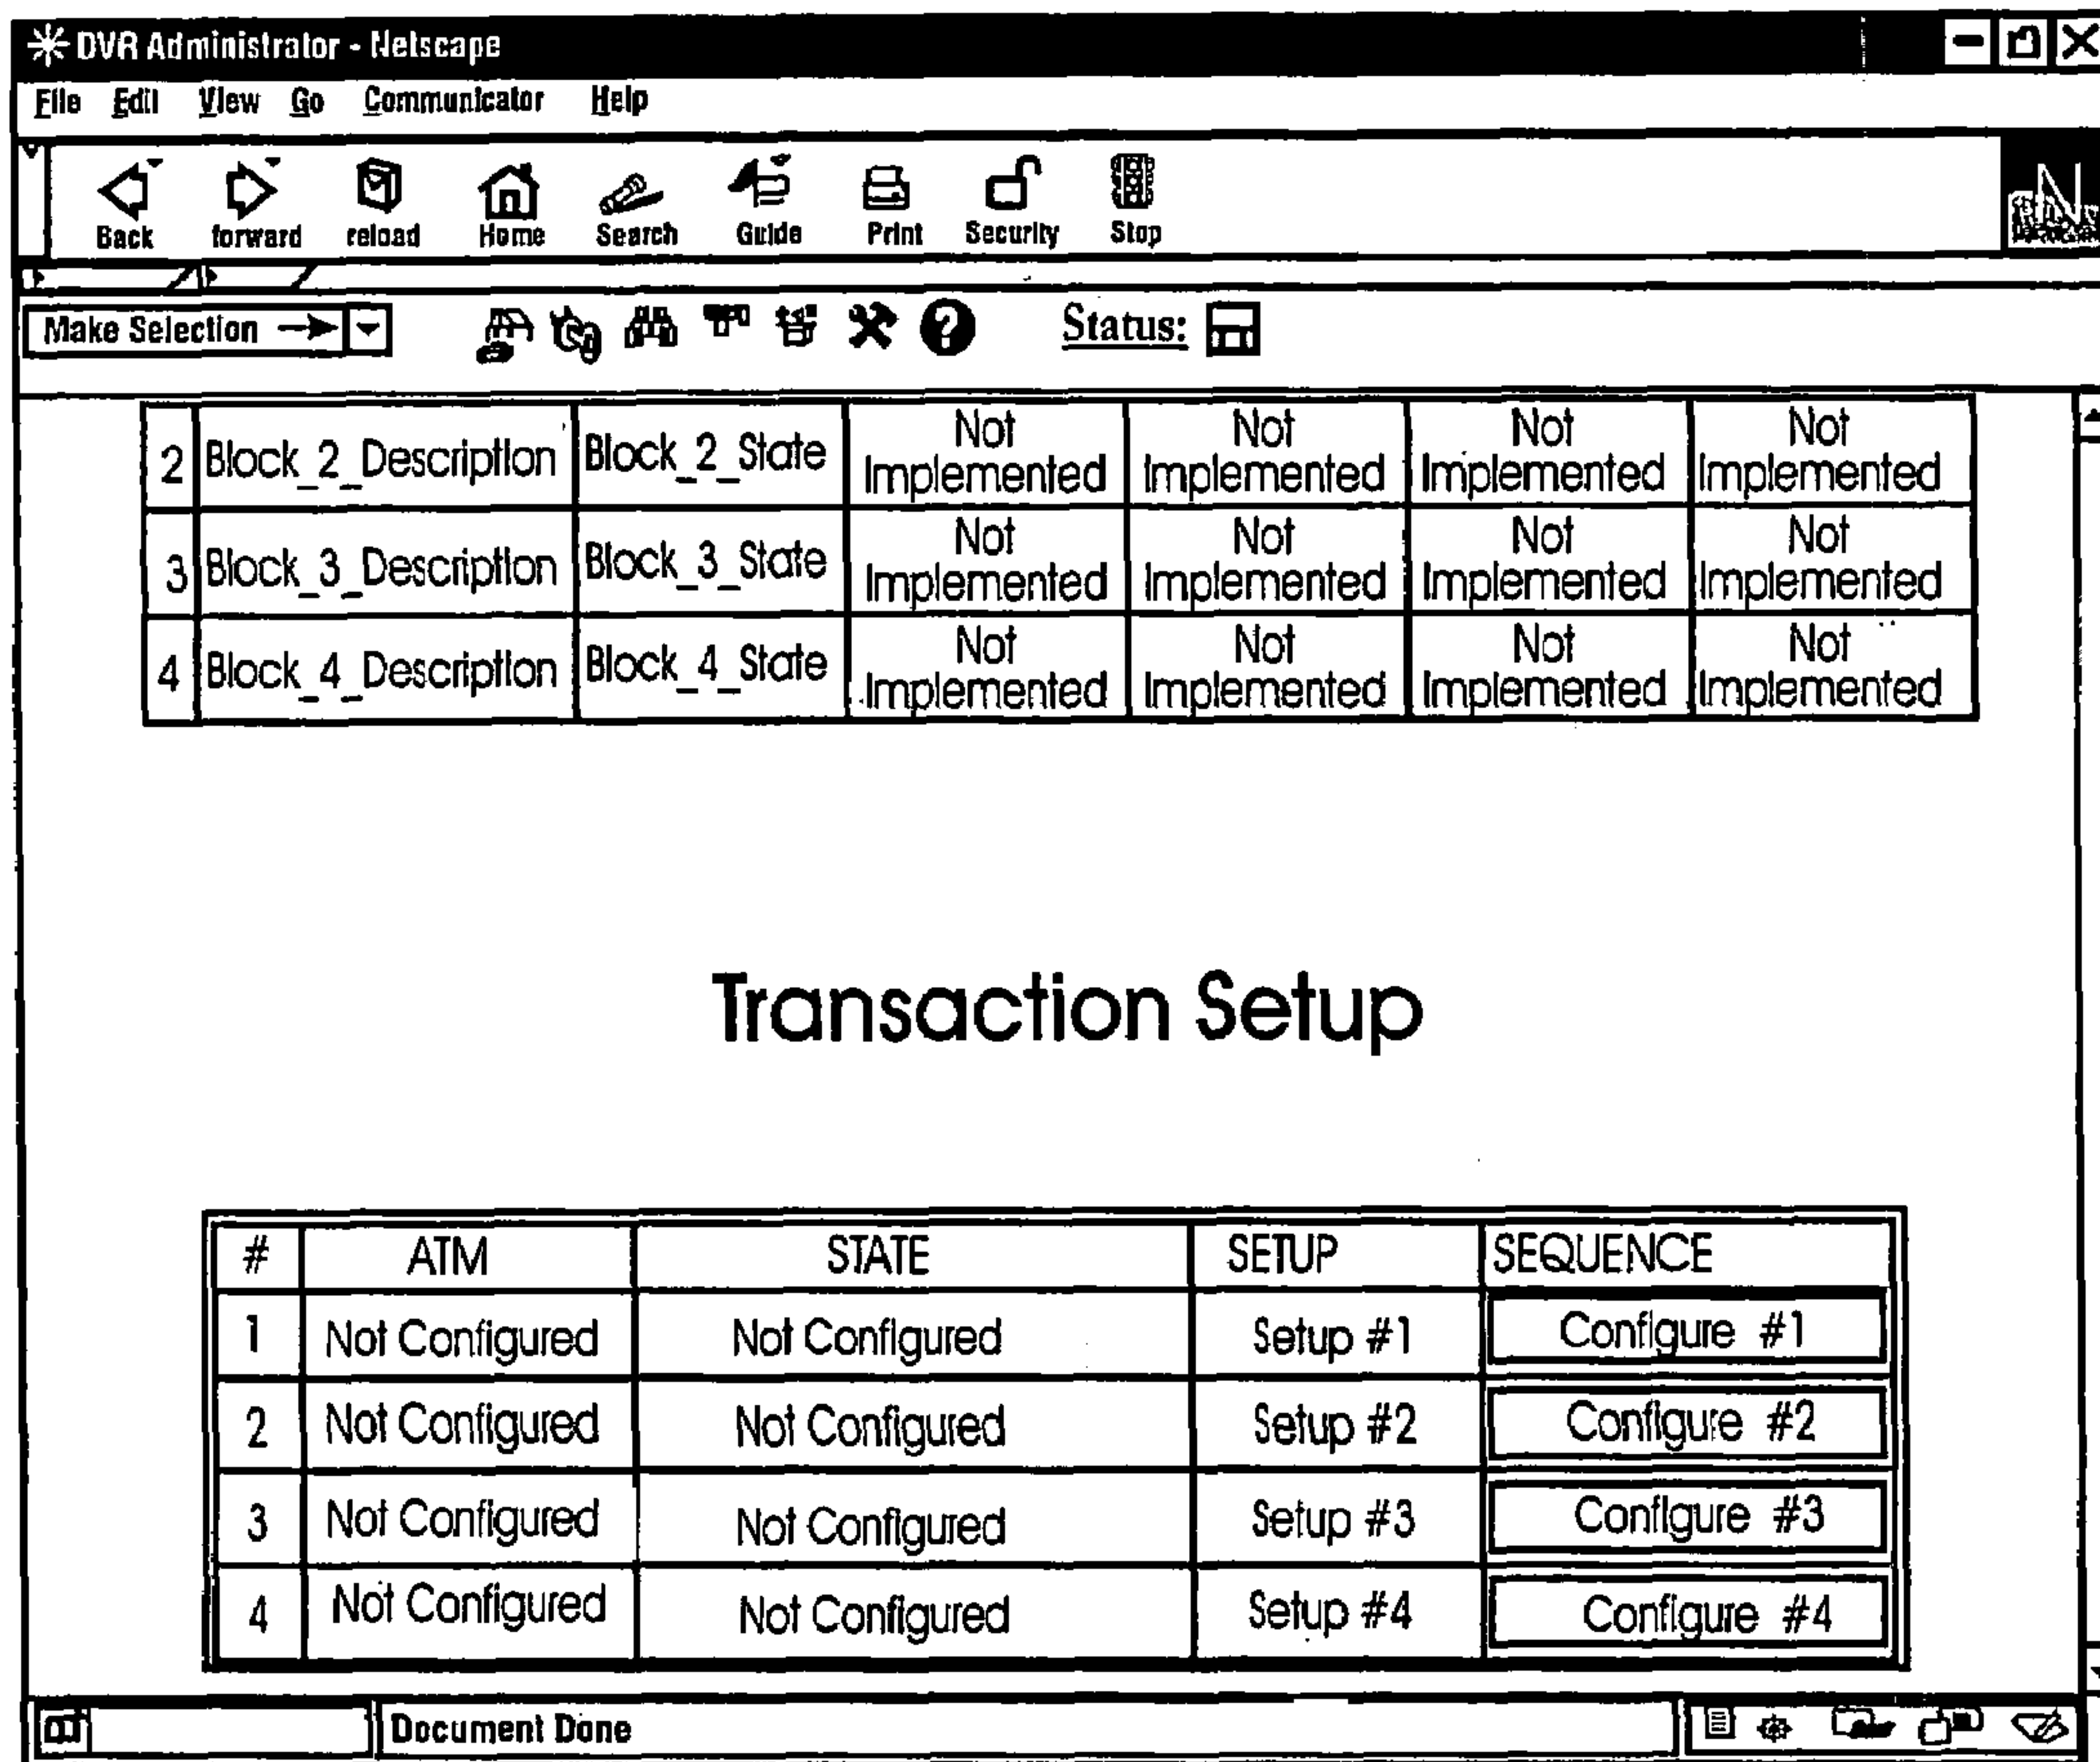 DVR Administrator - Netscape
File Edit View Go Communicator Help
Back forward reload Home Search Guide Print Security Stop
Make Selection
Status:
2 Block_2_Description Block_2_State Not Implemented Not Implemented Not Implemented Not Implemented
3 Block_3_Description Block_3_State Not Implemented Not Implemented Not Implemented Not Implemented
4 Block_4_Description Block_4_State Not Implemented Not Implemented Not Implemented Not Implemented
Transaction Setup
# ATM STATE SETUP SEQUENCE
1 Not Configured Not Configured Setup #1 Configure #1
2 Not Configured Not Configured Setup #2 Configure #2
3 Not Configured Not Configured Setup #3 Configure #3
4 Not Configured Not Configured Setup #4 Configure #4
Document Done